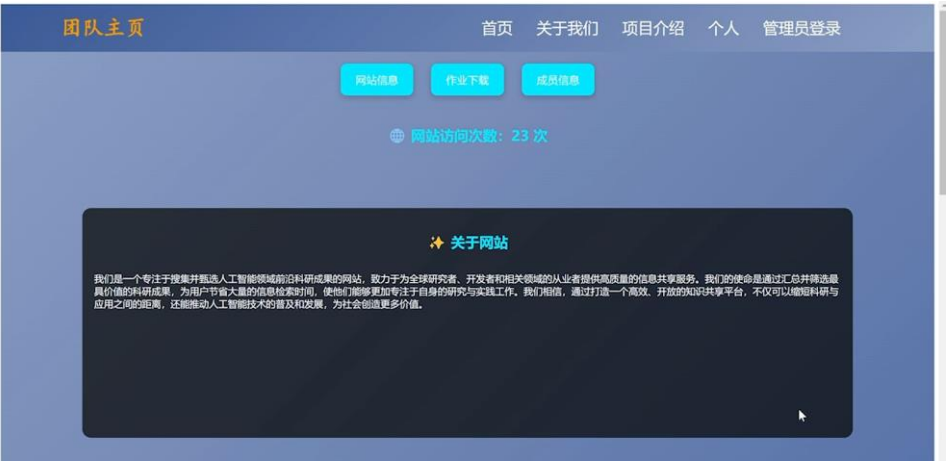 团队主页
首页 关于我们 项目介绍 个人 管理员登录
网站信息 作业下载 成员信息
网站访问次数：23 次
关于网站
我们是一个专注于搜集并甄选人工智能领域前沿科研成果的网站，致力于为全球研究者、开发者和相关领域的从业者提供高质量的信息共享服务。我们的使命是通过汇总并筛选最
具价值的科研成果，为用户节省大量的信息检索时间，使他们能够更加专注于自身的研究与实践工作。我们相信，通过打造一个高效、开放的知识共享平台，不仅可以缩短科研与
应用之间的距离，还能推动人工智能技术的普及和发展，为社会创造更多价值。